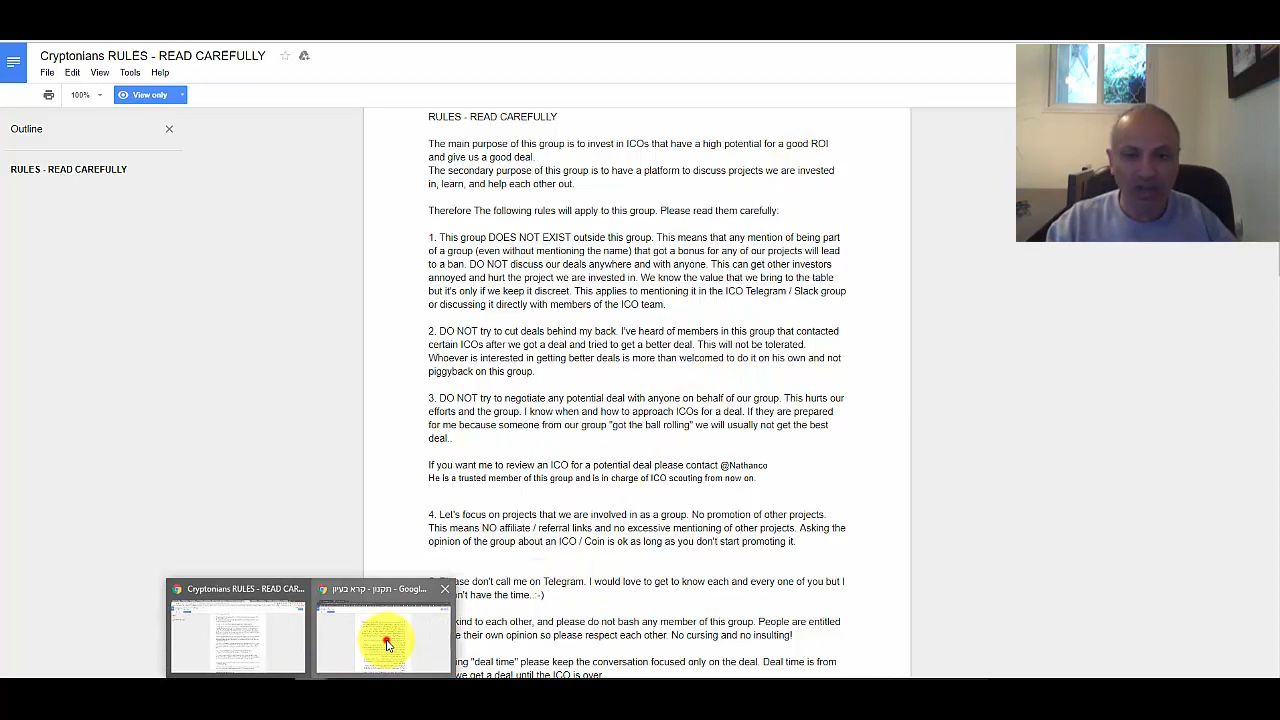 Cryptonians RULES - READ CAREFULLY
File Edit View Tools Help
100% View only
Outline
RULES - READ CAREFULLY
RULES - READ CAREFULLY
The main purpose of this group is to invest in ICOs that have a high potential for a good ROI
and give us a good deal.
The secondary purpose of this group is to have a platform to discuss projects we are invested
in, learn, and help each other out.
Therefore The following rules will apply to this group. Please read them carefully:
1. This group DOES NOT EXIST outside this group. This means that any mention of being part
of a group (even without mentioning the name) that got a bonus for any of our projects will lead
to a ban. DO NOT discuss our deals anywhere and with anyone. This can get other investors
annoyed and hurt the project we are invested in. We know the value that we bring to the table
but it's only if we keep it discreet. This applies to mentioning it in the ICO Telegram / Slack group
or discussing it directly with members of the ICO team.
2. DO NOT try to cut deals behind my back. I've heard of members in this group that contacted
certain ICOs after we got a deal and tried to get a better deal. This will not be tolerated.
Whoever is interested in getting better deals is more than welcomed to do it on his own and not
piggyback on this group.
3. DO NOT try to negotiate any potential deal with anyone on behalf of our group. This hurts our
efforts and the group. I know when and how to approach ICOs for a deal. If they are prepared
for me because someone from our group "got the ball rolling" we will usually not get the best
deal..
If you want me to review an ICO for a potential deal please contact @Nathanco
He is a trusted member of this group and is in charge of ICO scouting from now on.
4. Let's focus on projects that we are involved in as a group. No promotion of other projects.
This means NO affiliate / referral links and no excessive mentioning of other projects. Asking the
opinion of the group about an ICO / Coin is ok as long as you don't start promoting it.
don't call me on Telegram. I would love to get to know each and every one of you but I
have the time.. :-)
to each other, and please do not bash any member of this group. People are entitled
please respect each other, no cursing and no insulting!
please keep the conversation
we get a deal until the ICO is over.
Cryptonians RULES - READ CAR...
תקנון - קרא בעיון - Googl...